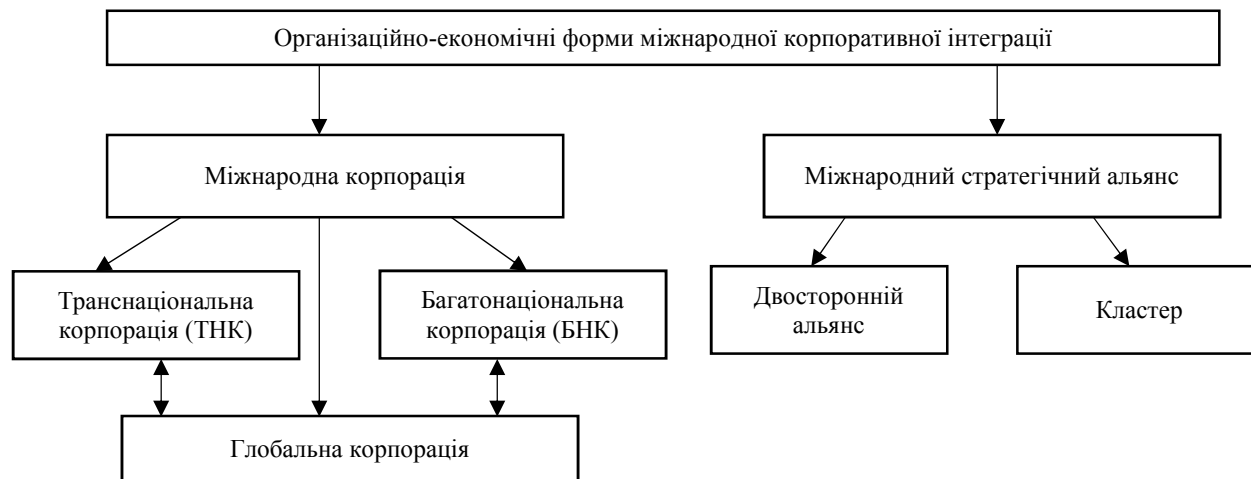 Організаційно-економічні форми міжнародної корпоративної інтеграції
Міжнародна корпорація
Міжнародний стратегічний альянс
Транснаціональна
корпорація (ТНК)
Багатонаціональна
корпорація (БНК)
Двосторонній
альянс
Кластер
Глобальна корпорація